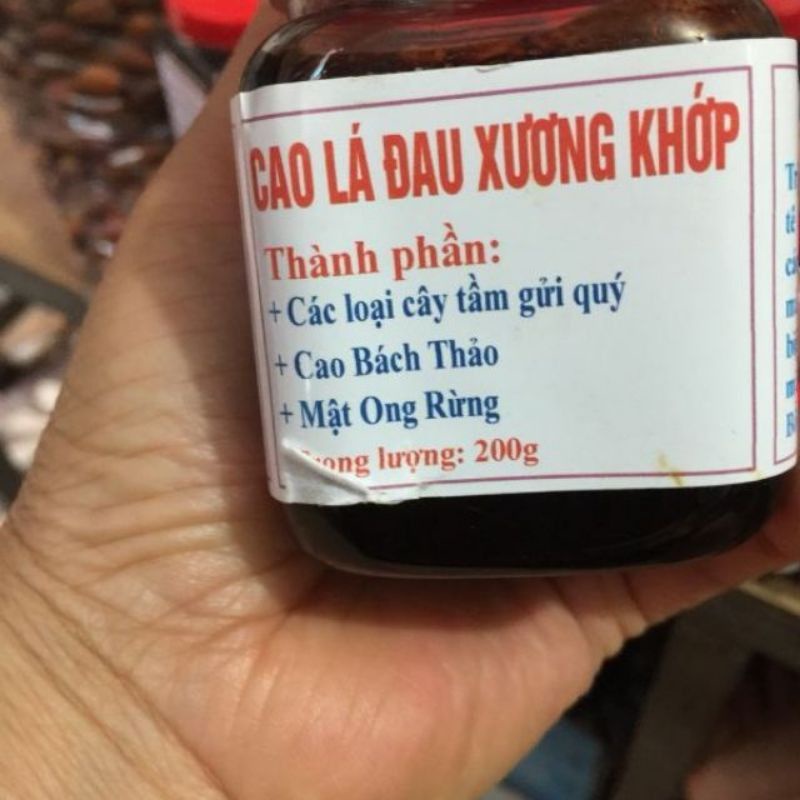 CAO LÁ ĐAU XƯƠNG KHỚP
Thành phần:
+ Các loại cây tầm gửi quý
+ Cao Bách Thảo
+ Mật Ong Rừng
lượng: 200g